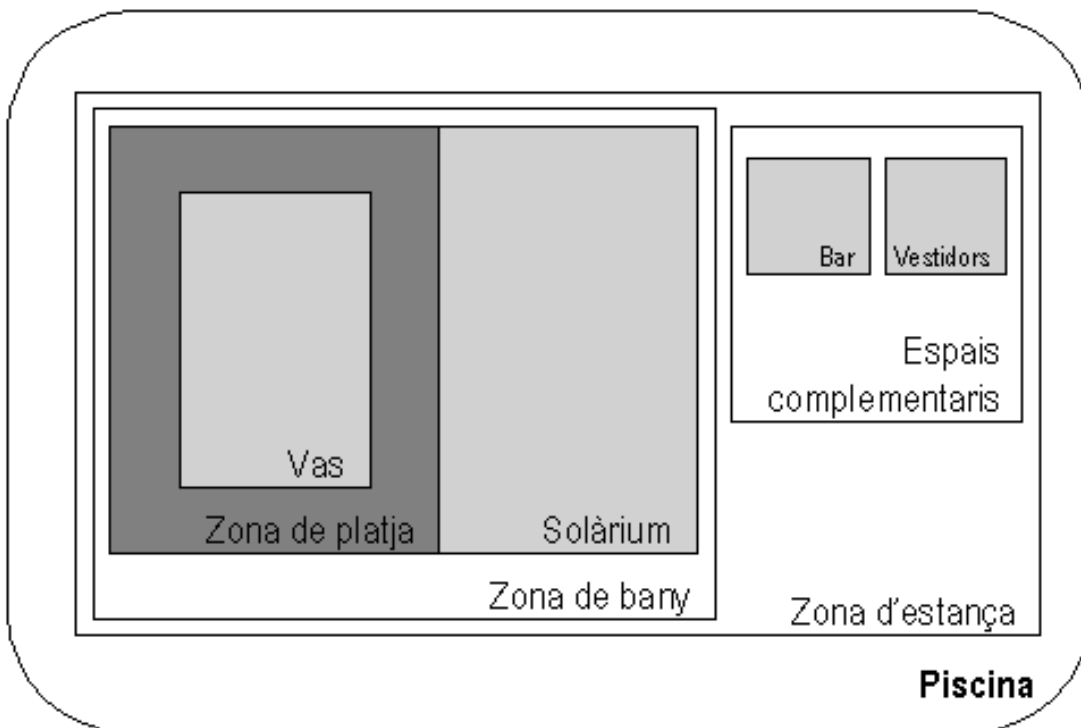 Bar
Vestidors
Espais
complementaris
Vas
Zona de platja
Solàrium
Zona de bany
Zona d'estança
Piscina